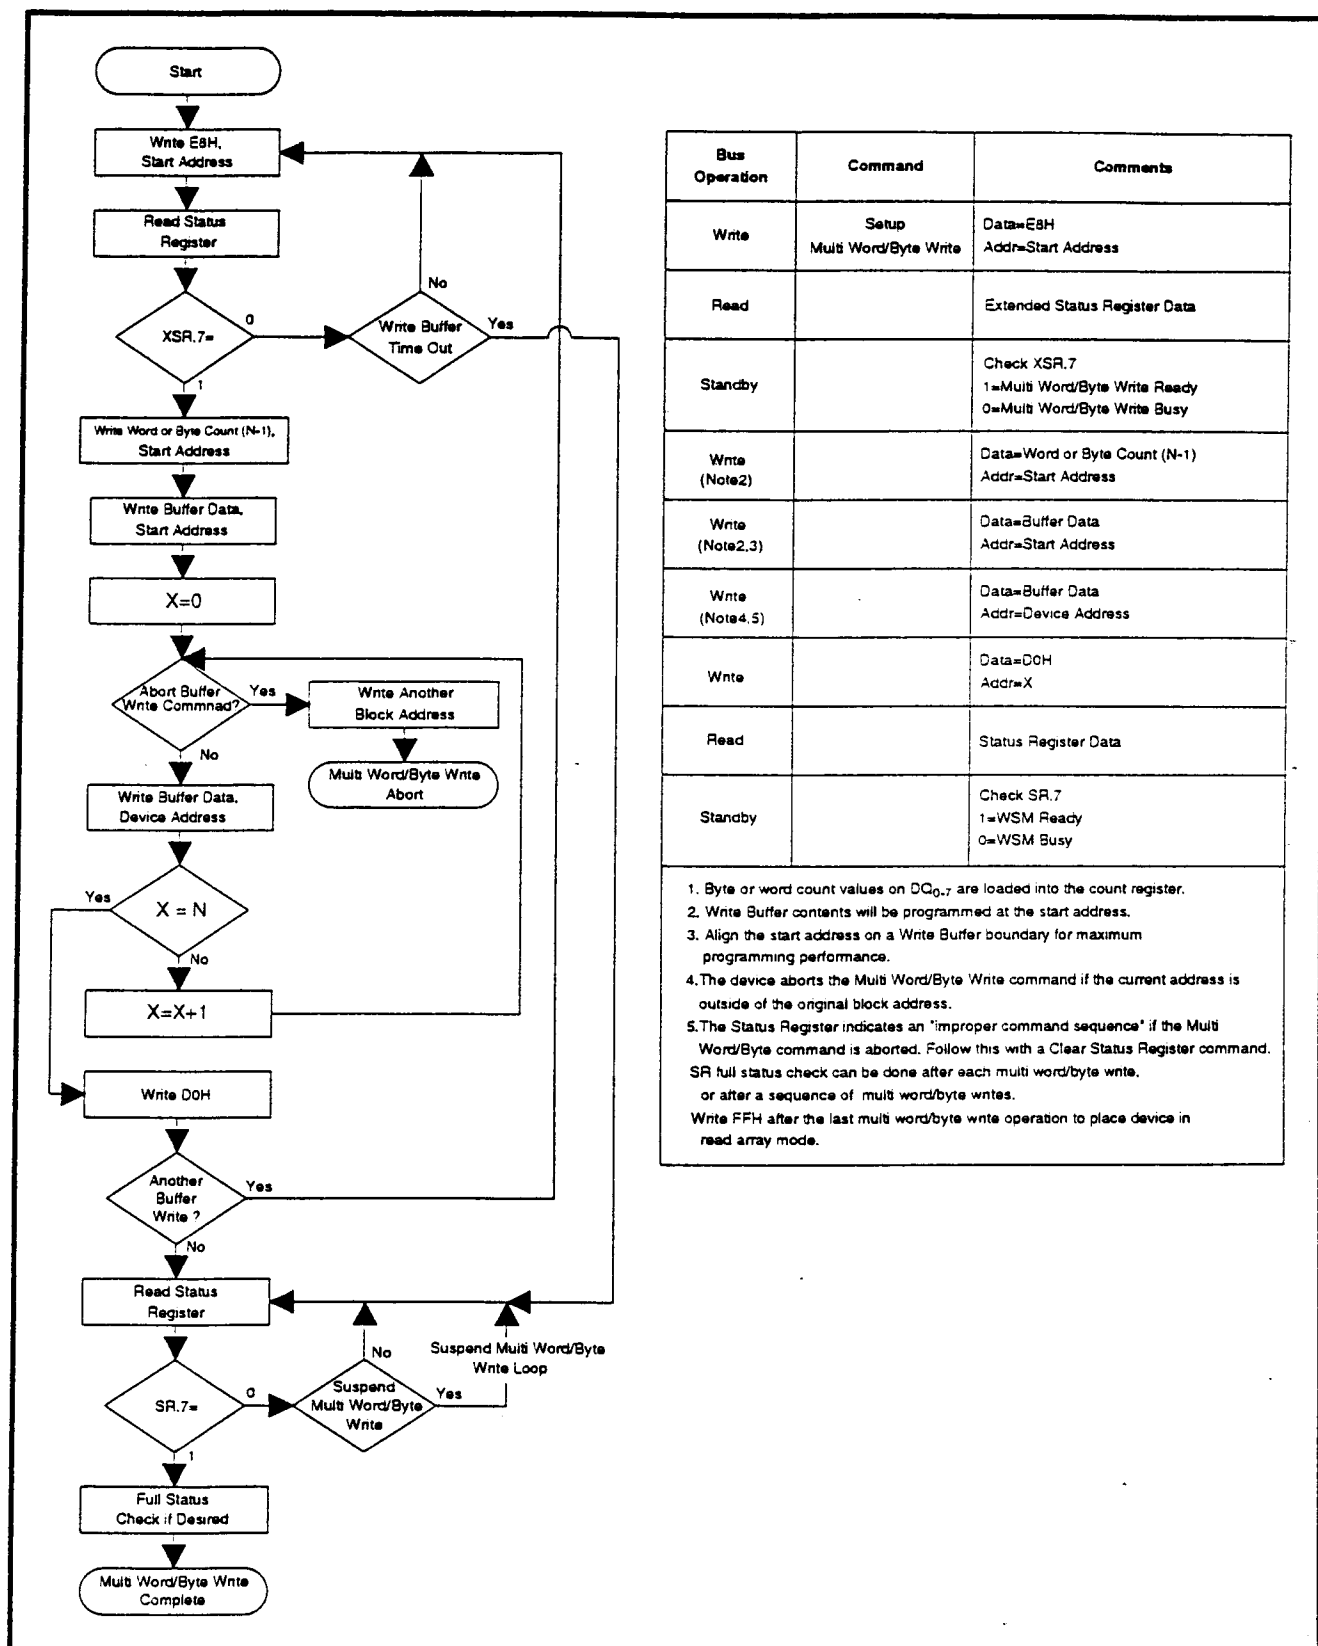 Start
Write E8H,
Start Address
Read Status
Register
No
XSR.7=
0
Write Buffer
Time Out
Yes
1
Write Word or Byte Count (N-1),
Start Address
Write Buffer Data,
Start Address
X=0
Abort Buffer
Write Commnad?
Yes
Write Another
Block Address
No
Multi Word/Byte Write
Abort
Write Buffer Data,
Device Address
Yes
X = N
No
X=X+1
Write D0H
Another
Buffer
Write ?
Yes
No
Read Status
Register
No
Suspend Multi Word/Byte
Write Loop
SR.7=
0
Suspend
Multi Word/Byte
Write
Yes
1
Full Status
Check if Desired
Multi Word/Byte Write
Complete
Bus
Operation
Command
Comments
Write
Setup
Multi Word/Byte Write
Data=E8H
Addr=Start Address
Read
Extended Status Register Data
Standby
Check XSR.7
1=Multi Word/Byte Write Ready
0=Multi Word/Byte Write Busy
Write
(Note2)
Data=Word or Byte Count (N-1)
Addr=Start Address
Write
(Note2,3)
Data=Buffer Data
Addr=Start Address
Write
(Note4,5)
Data=Buffer Data
Addr=Device Address
Write
Data=D0H
Addr=X
Read
Status Register Data
Standby
Check SR.7
1=WSM Ready
0=WSM Busy
1. Byte or word count values on DQ0-7 are loaded into the count register.
2. Write Buffer contents will be programmed at the start address.
3. Align the start address on a Write Buffer boundary for maximum
programming performance.
4.The device aborts the Multi Word/Byte Write command if the current address is
outside of the original block address.
5.The Status Register indicates an "improper command sequence" if the Multi
Word/Byte command is aborted. Follow this with a Clear Status Register command.
SR full status check can be done after each multi word/byte write,
or after a sequence of multi word/byte writes.
Write FFH after the last multi word/byte write operation to place device in
read array mode.